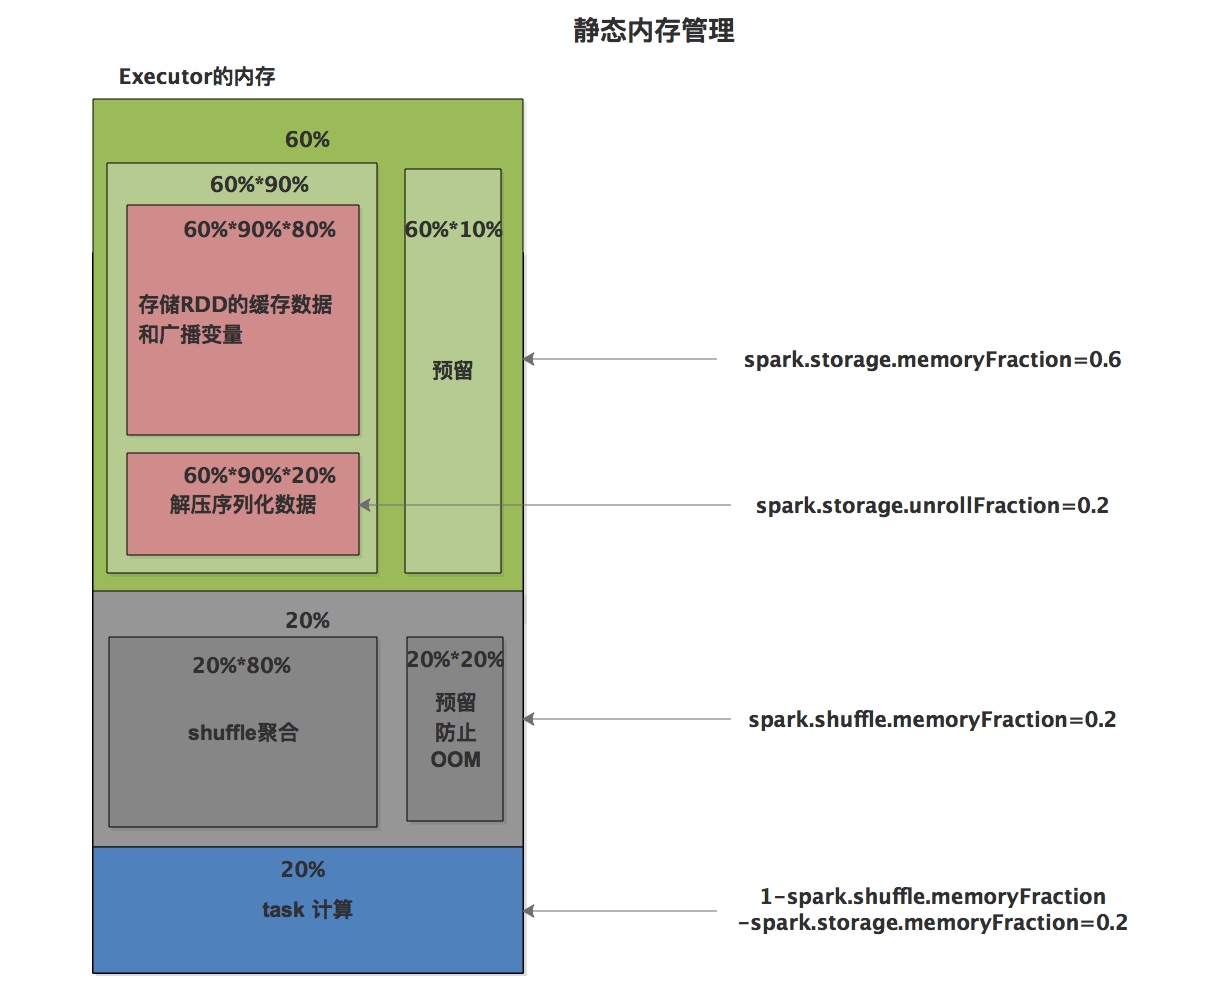 静态内存管理
Executor的内存
60%
60%*90%
60%*90%*80%
存储RDD的缓存数据
和广播变量
60%*10%
预留
spark.storage.memoryFraction=0.6
60%*90%*20%
解压序列化数据
spark.storage.unrollFraction=0.2
20%
20%*80%
shuffle聚合
20%*20%
预留
防止
OOM
spark.shuffle.memoryFraction=0.2
20%
task 计算
1-spark.shuffle.memoryFraction
-spark.storage.memoryFraction=0.2